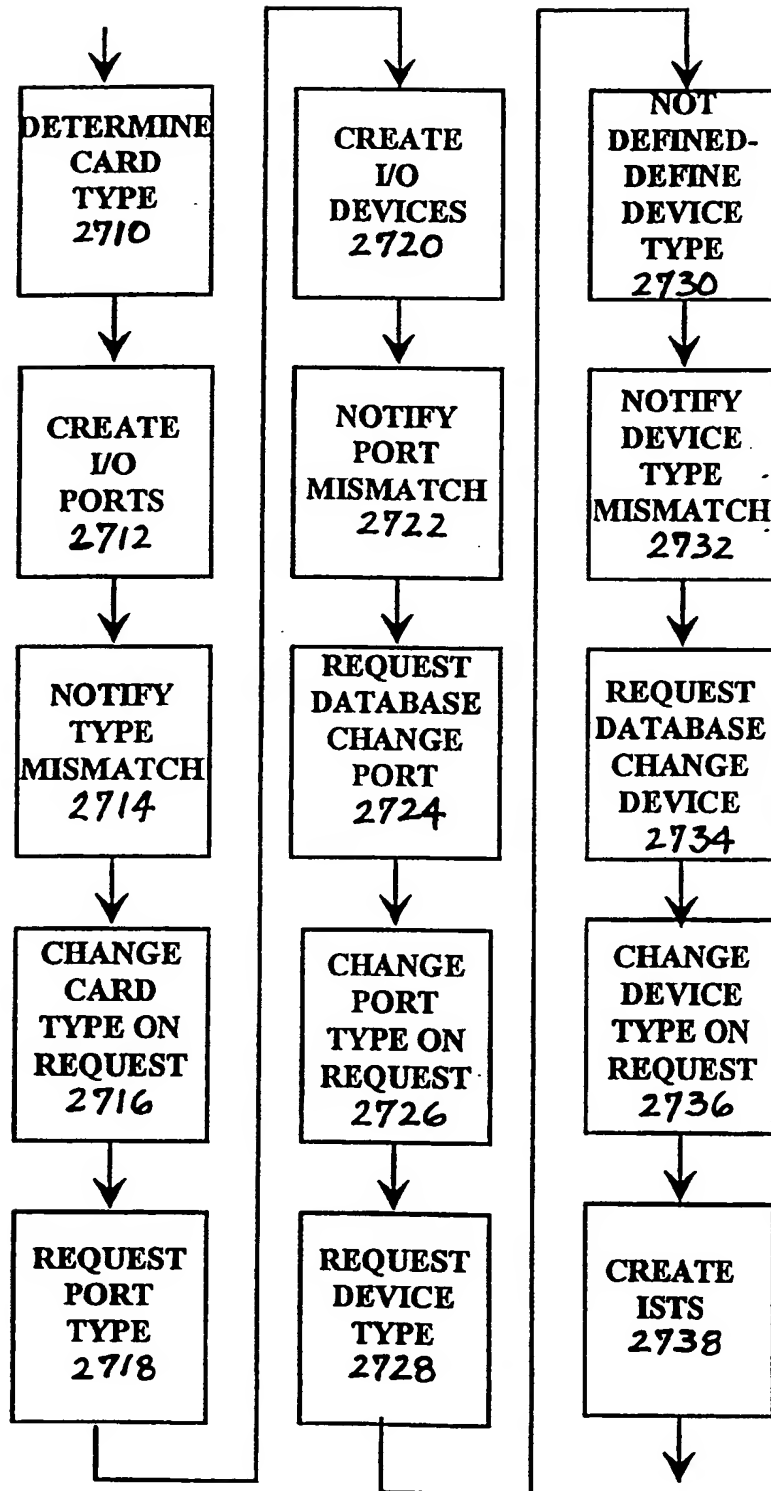 DETERMINE
CARD
TYPE
2710
CREATE
I/O
PORTS
2712
NOTIFY
TYPE
MISMATCH
2714
CHANGE
CARD
TYPE ON
REQUEST
2716
REQUEST
PORT
TYPE
2718
CREATE
I/O
DEVICES
2720
NOTIFY
PORT
MISMATCH
2722
REQUEST
DATABASE
CHANGE
PORT
2724
CHANGE
PORT
TYPE ON
REQUEST
2726
REQUEST
DEVICE
TYPE
2728
NOT
DEFINED-
DEFINE
DEVICE
TYPE
2730
NOTIFY
DEVICE
TYPE
MISMATCH
2732
REQUEST
DATABASE
CHANGE
DEVICE
2734
CHANGE
DEVICE
TYPE ON
REQUEST
2736
CREATE
ISTS
2738